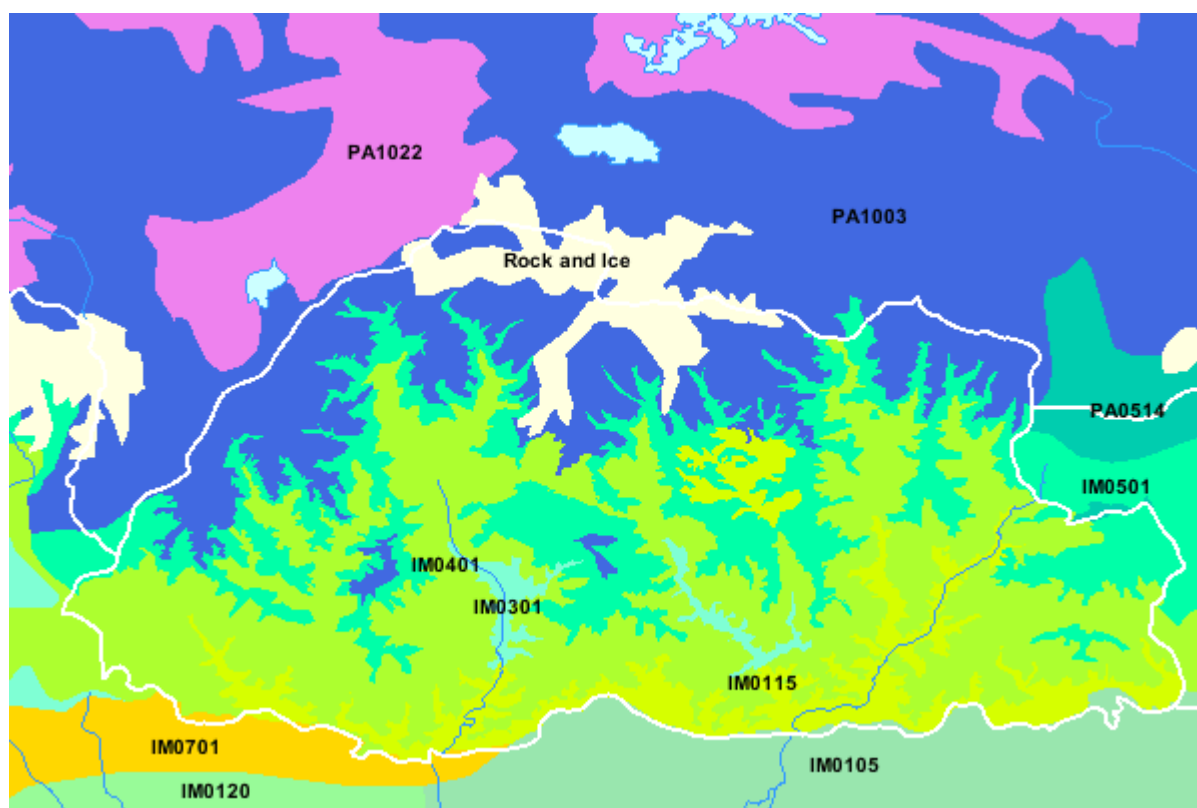 PA1022
PA1003
Rock and Ice
PA0514
IM0501
IM0401
IM0301
IM0115
IM0701
IM0105
IM0120